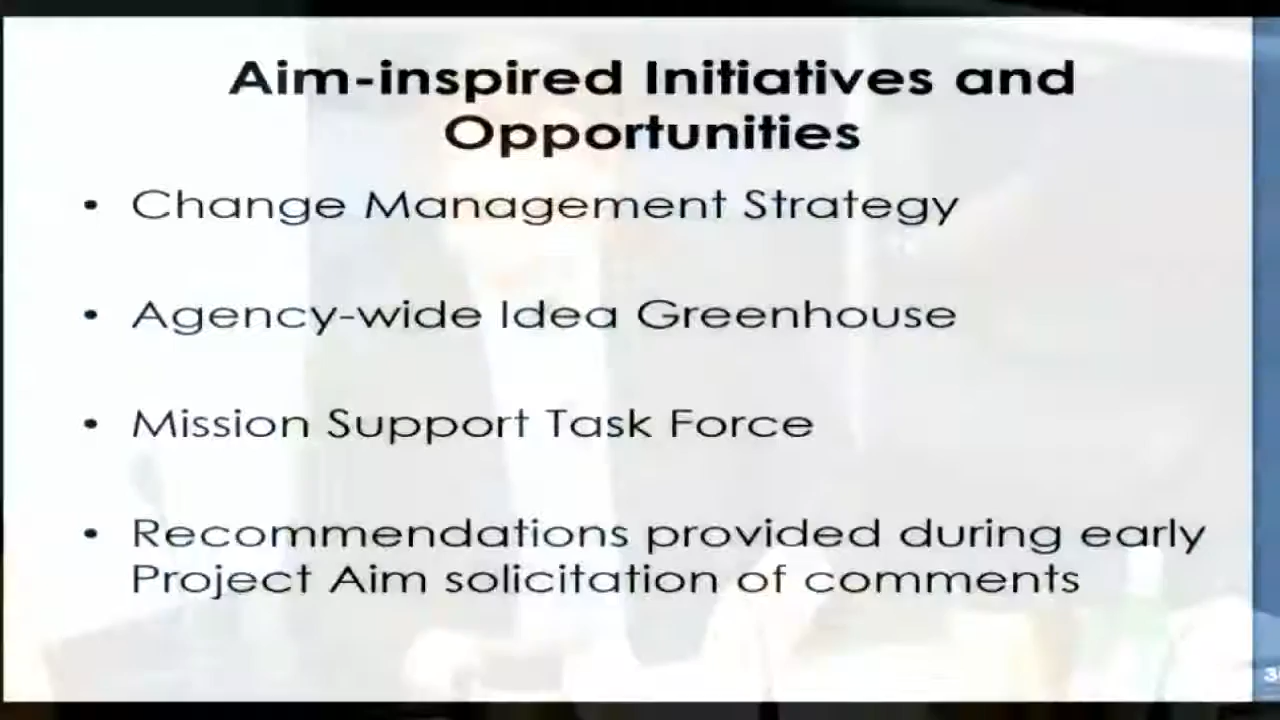 Aim-inspired Initiatives and
Opportunities
• Change Management Strategy
• Agency-wide Idea Greenhouse
• Mission Support Task Force
• Recommendations provided during early
Project Aim solicitation of comments